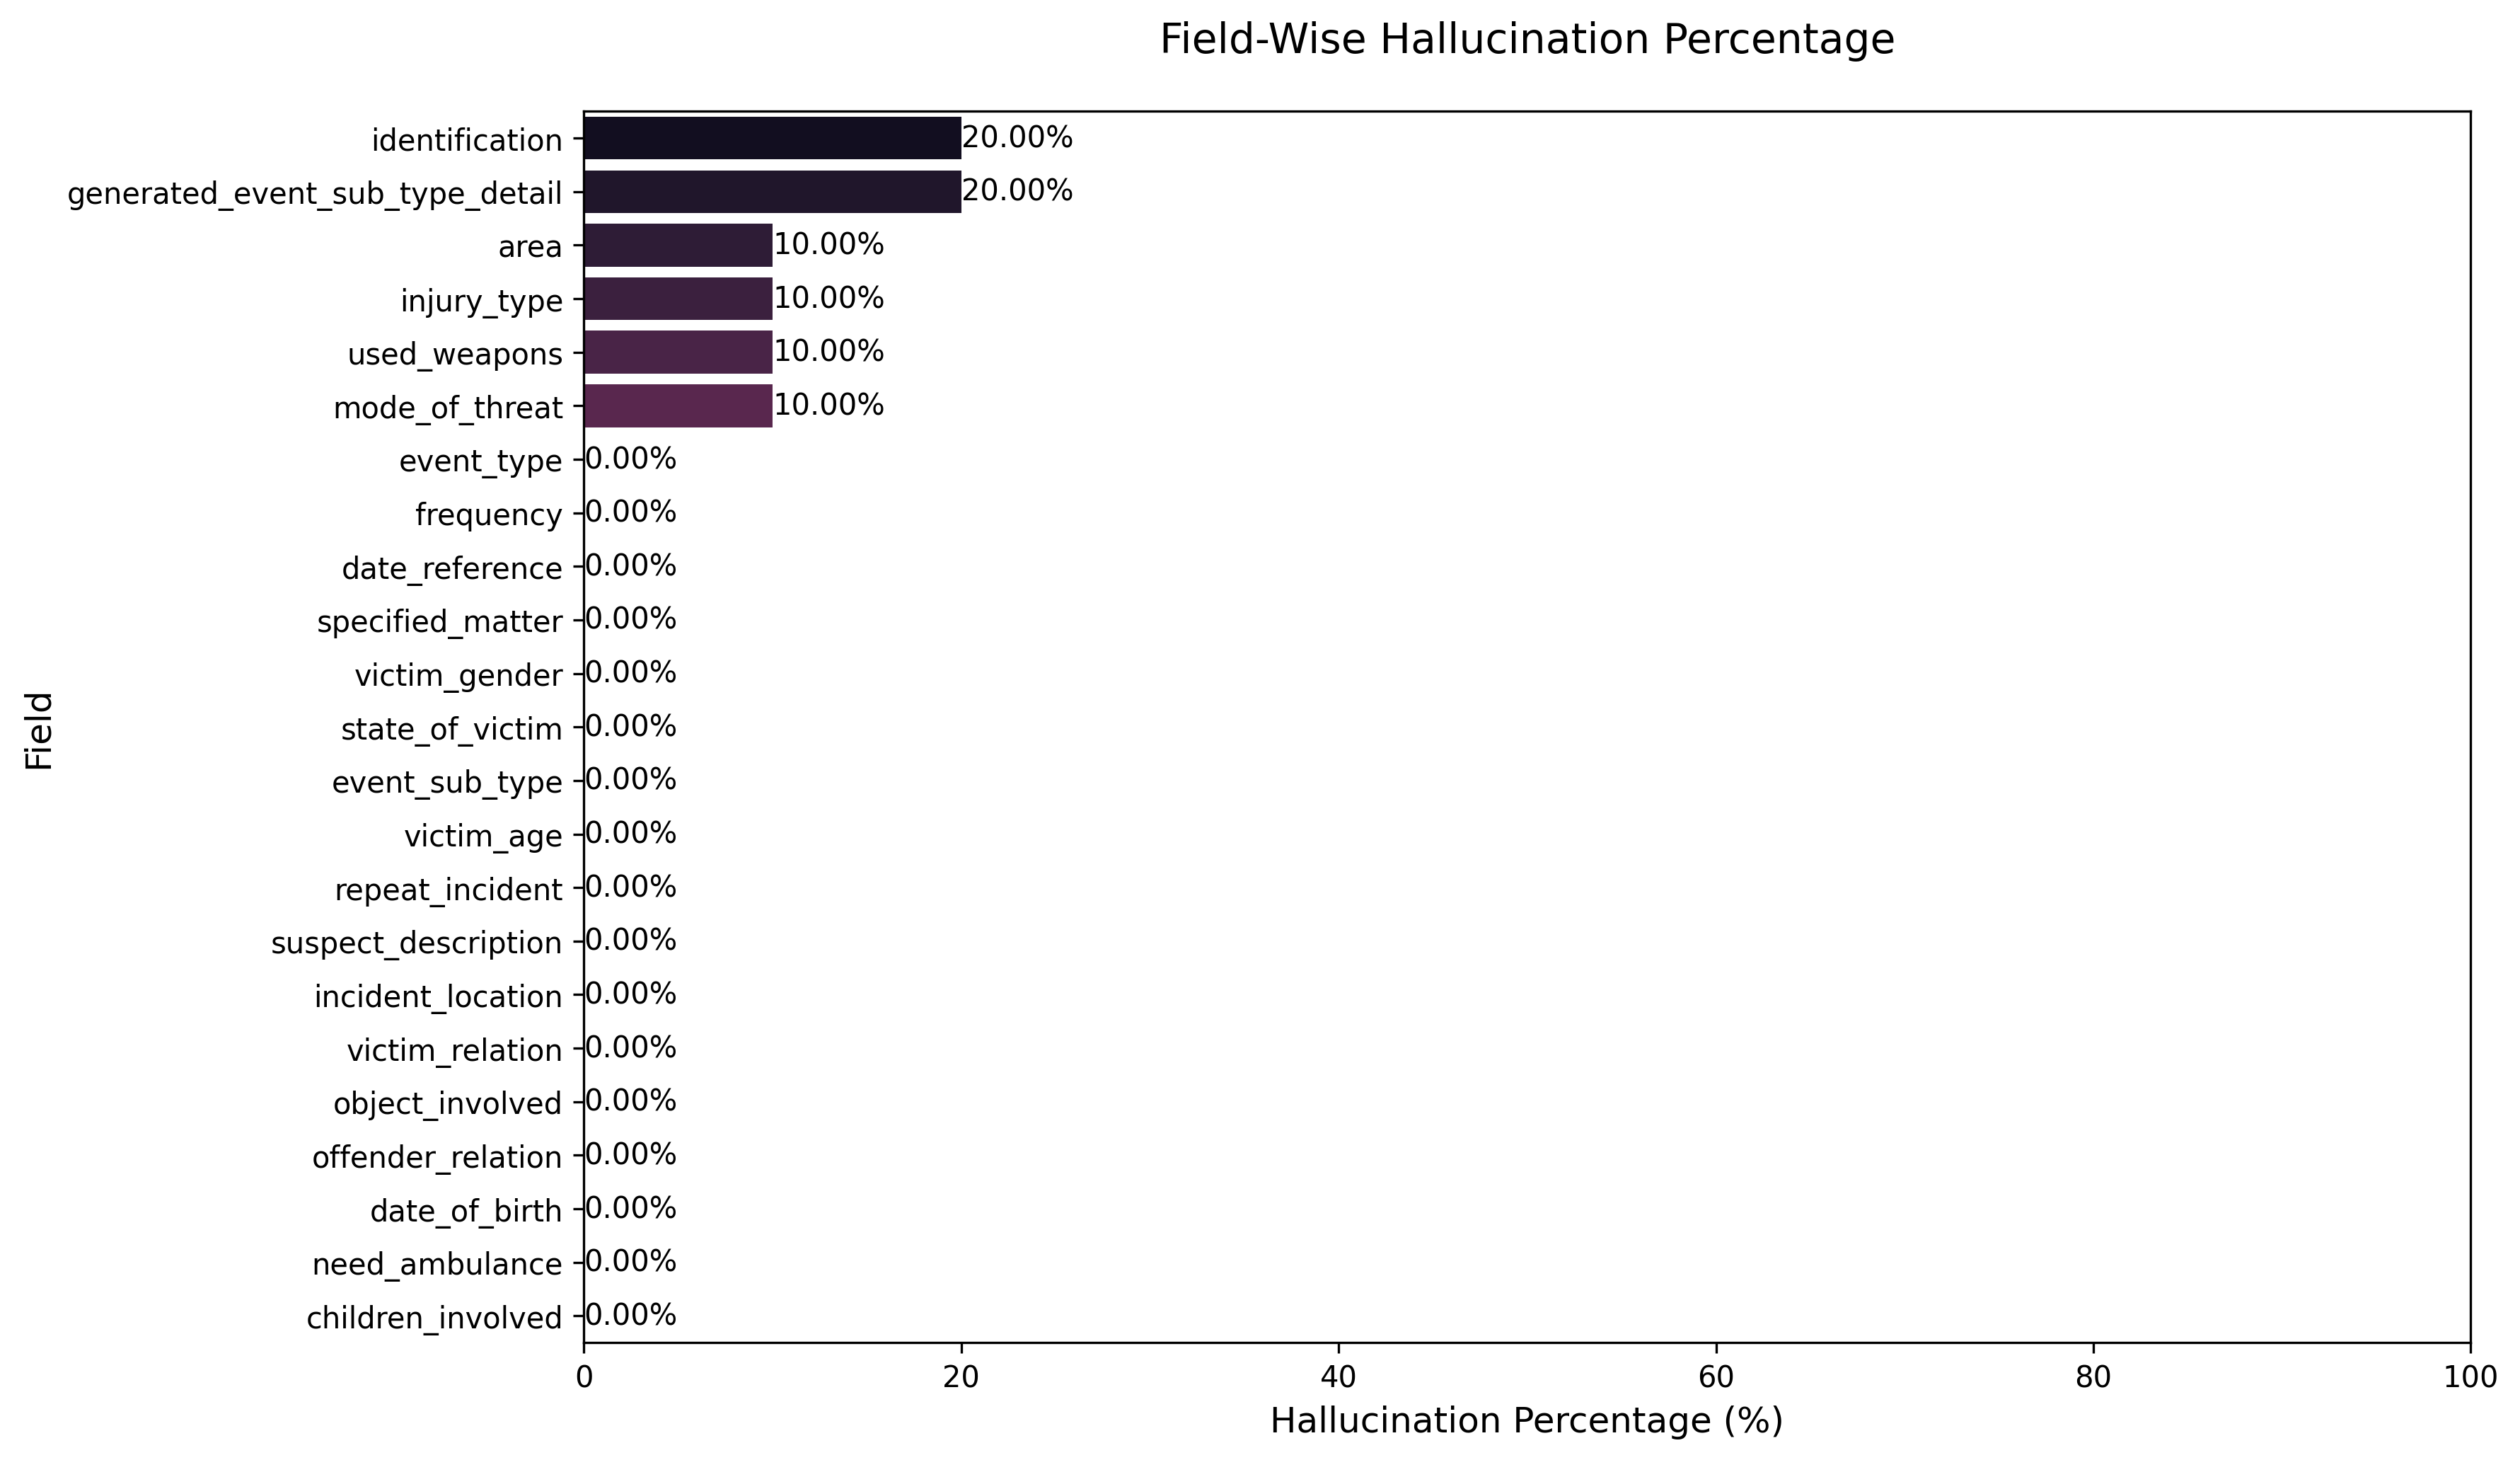 Field-Wise Hallucination Percentage
identification 20.00%
generated_event_sub_type_detail 20.00%
area 10.00%
injury_type 10.00%
used_weapons 10.00%
mode_of_threat 10.00%
event_type 0.00%
frequency 0.00%
date_reference 0.00%
specified_matter 0.00%
victim_gender 0.00%
state_of_victim 0.00%
event_sub_type 0.00%
victim_age 0.00%
repeat_incident 0.00%
suspect_description 0.00%
incident_location 0.00%
victim_relation 0.00%
object_involved 0.00%
offender_relation 0.00%
date_of_birth 0.00%
need_ambulance 0.00%
children_involved 0.00%
Field
0 20 40 60 80 100
Hallucination Percentage (%)